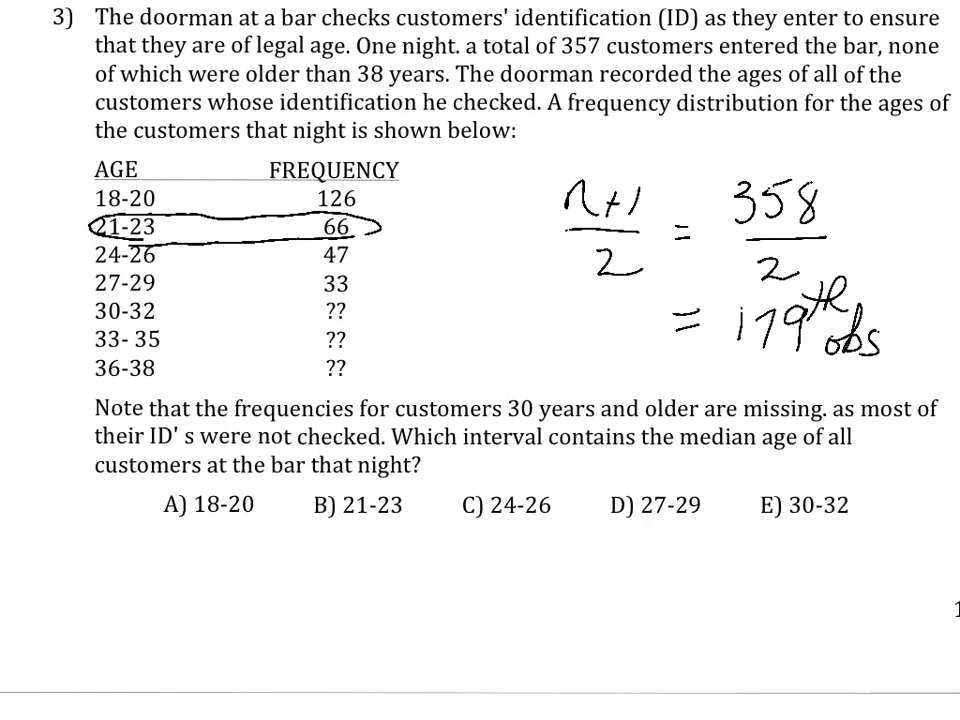 3) The doorman at a bar checks customers' identification (ID) as they enter to ensure
that they are of legal age. One night. a total of 357 customers entered the bar, none
of which were older than 38 years. The doorman recorded the ages of all of the
customers whose identification he checked. A frequency distribution for the ages of
the customers that night is shown below:
AGE FREQUENCY
18-20 126
21-23 66
24-26 47
27-29 33
30-32 ??
33- 35 ??
36-38 ??
n+1 / 2 = 358 / 2
= 179th obs
Note that the frequencies for customers 30 years and older are missing. as most of
their ID' s were not checked. Which interval contains the median age of all
customers at the bar that night?
A) 18-20 B) 21-23 C) 24-26 D) 27-29 E) 30-32
1